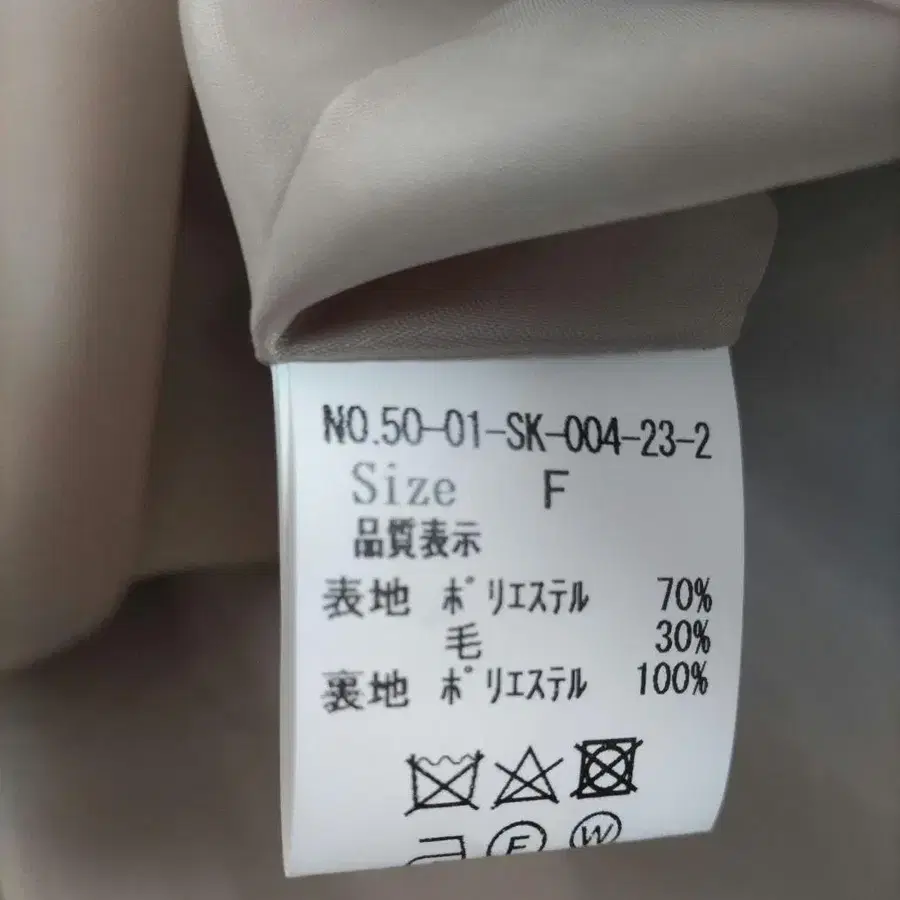 NO.50-01-SK-004-23-2
Size F
品質表示
表地 ﾎﾟﾘｴｽﾃﾙ 70%
毛 30%
裏地 ﾎﾟﾘｴｽﾃﾙ 100%
F W